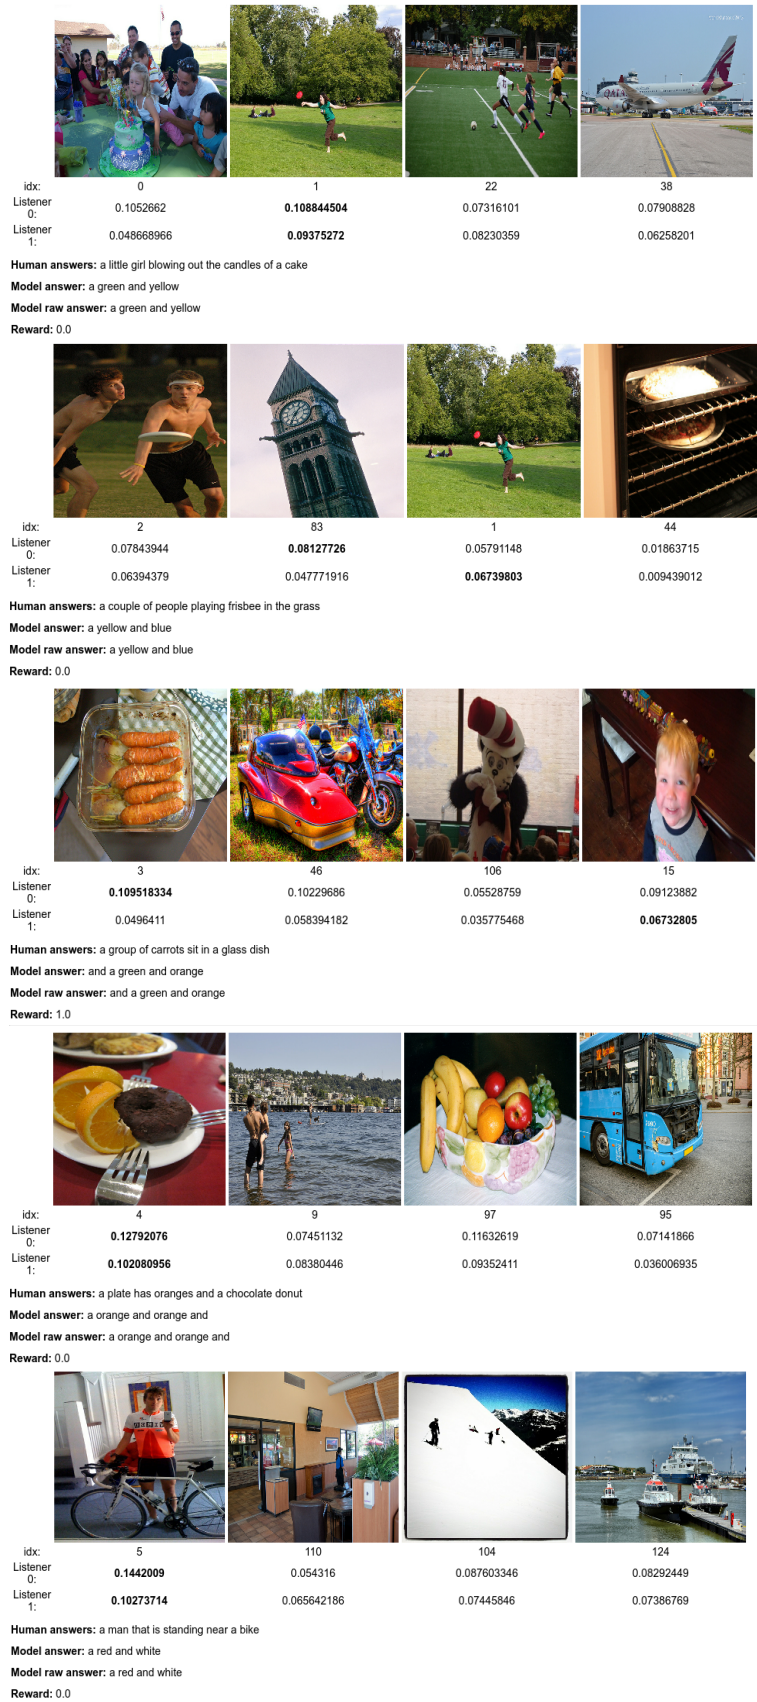 idx: 0 1 22 38
Listener
0: 0.1052662 0.108844504 0.07316101 0.07908828
Listener
1: 0.048668966 0.09375272 0.08230359 0.06258201
Human answers: a little girl blowing out the candles of a cake
Model answer: a green and yellow
Model raw answer: a green and yellow
Reward: 0.0
idx: 2 83 1 44
Listener
0: 0.07843944 0.08127726 0.05791148 0.01863715
Listener
1: 0.06394379 0.047771916 0.06739803 0.009439012
Human answers: a couple of people playing frisbee in the grass
Model answer: a yellow and blue
Model raw answer: a yellow and blue
Reward: 0.0
idx: 3 46 106 15
Listener
0: 0.109518334 0.10229686 0.05528759 0.09123882
Listener
1: 0.0496411 0.058394182 0.035775468 0.06732805
Human answers: a group of carrots sit in a glass dish
Model answer: and a green and orange
Model raw answer: and a green and orange
Reward: 1.0
idx: 4 9 97 95
Listener
0: 0.12792076 0.07451132 0.11632619 0.07141866
Listener
1: 0.102080956 0.08380446 0.09352411 0.036006935
Human answers: a plate has oranges and a chocolate donut
Model answer: a orange and orange and
Model raw answer: a orange and orange and
Reward: 0.0
idx: 5 110 104 124
Listener
0: 0.1442009 0.054316 0.087603346 0.08292449
Listener
1: 0.10273714 0.065642186 0.07445846 0.07386769
Human answers: a man that is standing near a bike
Model answer: a red and white
Model raw answer: a red and white
Reward: 0.0